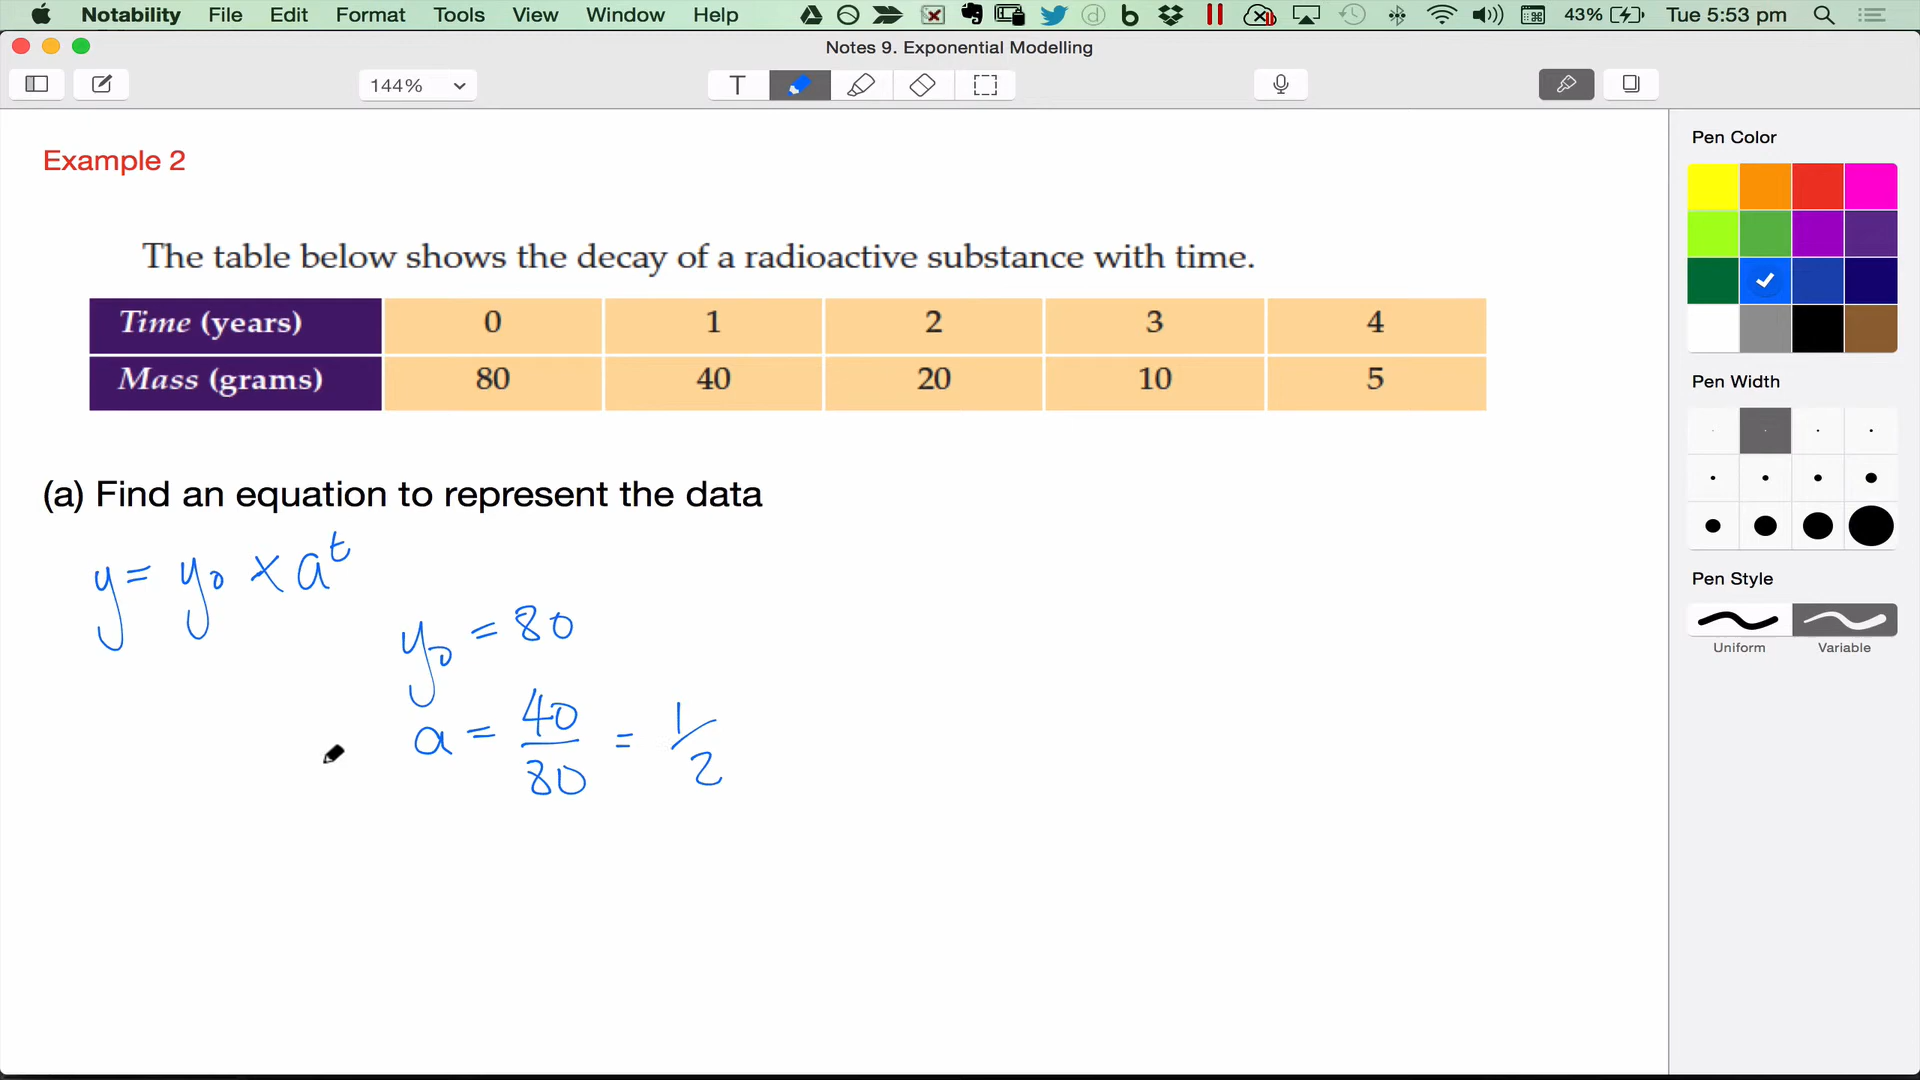 Notability File Edit Format Tools View Window Help 43% Tue 5:53 pm
Notes 9. Exponential Modelling
144% T
Example 2
The table below shows the decay of a radioactive substance with time.
Time (years) 0 1 2 3 4
Mass (grams) 80 40 20 10 5
(a) Find an equation to represent the data
y = y₀ × aᵗ
y₀ = 80
a = 40/80 = 1/2
Pen Color
Pen Width
Pen Style
Uniform Variable